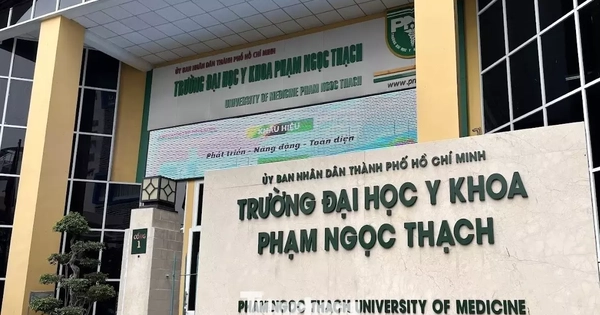 ỦY BAN NHÂN DÂN THÀNH PHỐ HỒ CHÍ MINH
TRƯỜNG ĐẠI HỌC Y KHOA PHẠM NGỌC THẠCH
UNIVERSITY OF MEDICINE PHAM NGOC THACH
KHẨU HIỆU
Phát triển - Năng động - Toàn diện
CỔNG
1
ỦY BAN NHÂN DÂN THÀNH PHỐ HỒ CHÍ MINH
TRƯỜNG ĐẠI HỌC Y KHOA
PHẠM NGỌC THẠCH
PHAM NGOC THACH UNIVERSITY OF MEDICINE